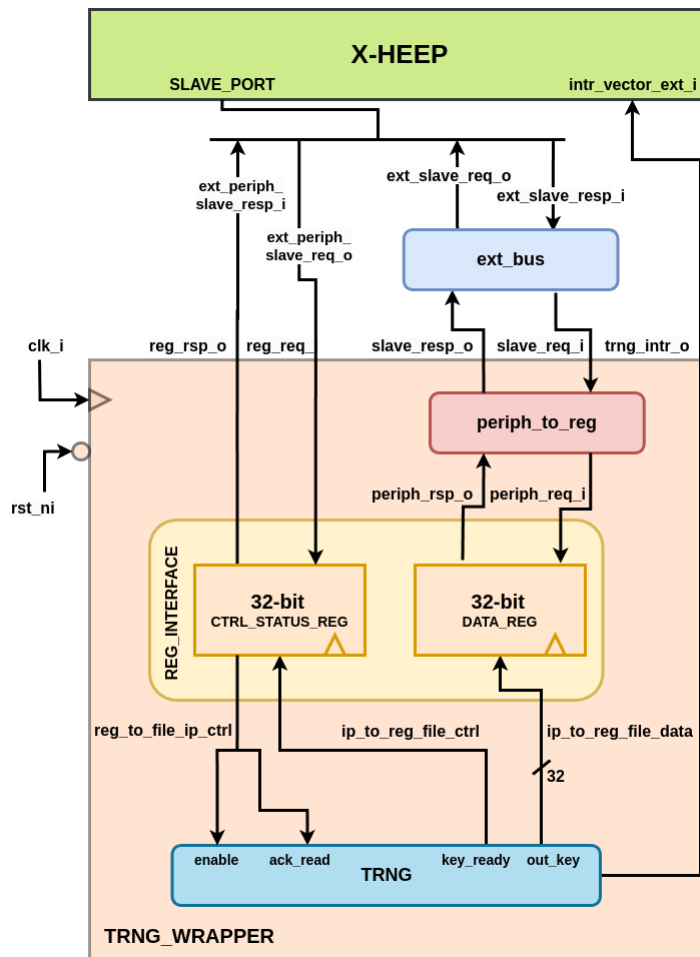 X-HEEP
SLAVE_PORT
intr_vector_ext_i
ext_periph_
slave_resp_i
ext_slave_req_o
ext_slave_resp_i
ext_periph_
slave_req_o
ext_bus
clk_i
reg_rsp_o
reg_req_
slave_resp_o
slave_req_i
trng_intr_o
periph_to_reg
rst_ni
periph_rsp_o
periph_req_i
REG_INTERFACE
32-bit
CTRL_STATUS_REG
32-bit
DATA_REG
reg_to_file_ip_ctrl
ip_to_reg_file_ctrl
ip_to_reg_file_data
32
enable
ack_read
key_ready
out_key
TRNG
TRNG_WRAPPER